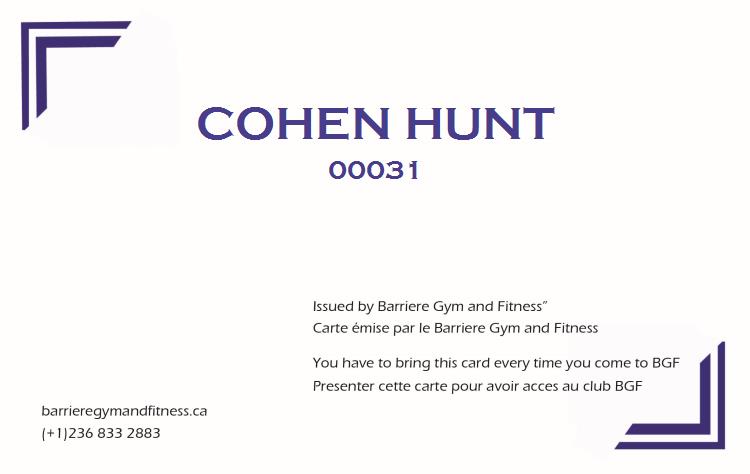 COHEN HUNT
00031
Issued by Barriere Gym and Fitness”
Carte émise par le Barriere Gym and Fitness
You have to bring this card every time you come to BGF
Presenter cette carte pour avoir acces au club BGF
barrieregymandfitness.ca
(+1)236 833 2883